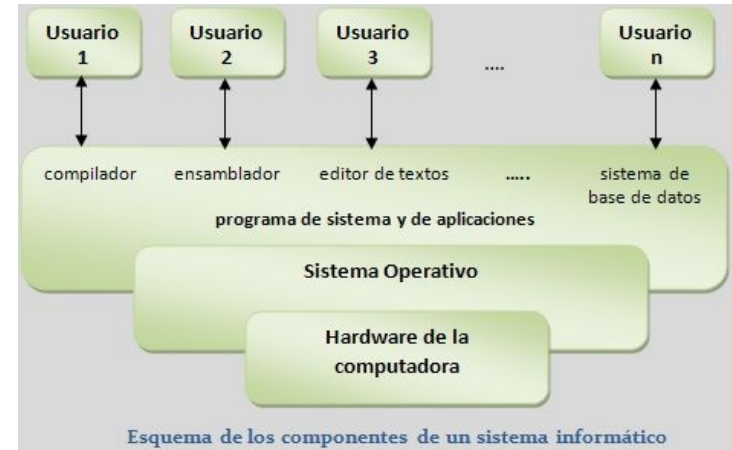 Usuario
1
Usuario
2
Usuario
3
....
Usuario
n
compilador
ensamblador
editor de textos
.....
sistema de
base de datos
programa de sistema y de aplicaciones
Sistema Operativo
Hardware de la
computadora
Esquema de los componentes de un sistema informático